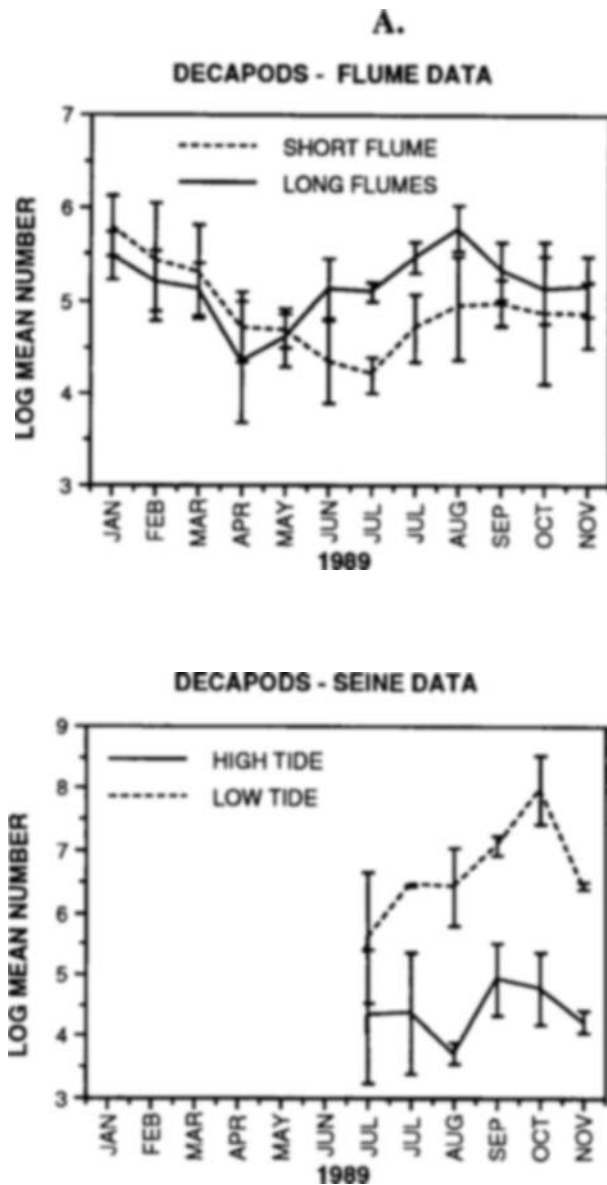 A.
DECAPODS - FLUME DATA
7
SHORT FLUME
LONG FLUMES
6
5
4
3
LOG MEAN NUMBER
JAN FEB MAR APR MAY JUN JUL JUL AUG SEP OCT NOV
1989
DECAPODS - SEINE DATA
9
HIGH TIDE
8
LOW TIDE
7
6
5
4
3
LOG MEAN NUMBER
JAN FEB MAR APR MAY JUN JUL JUL AUG SEP OCT NOV
1989